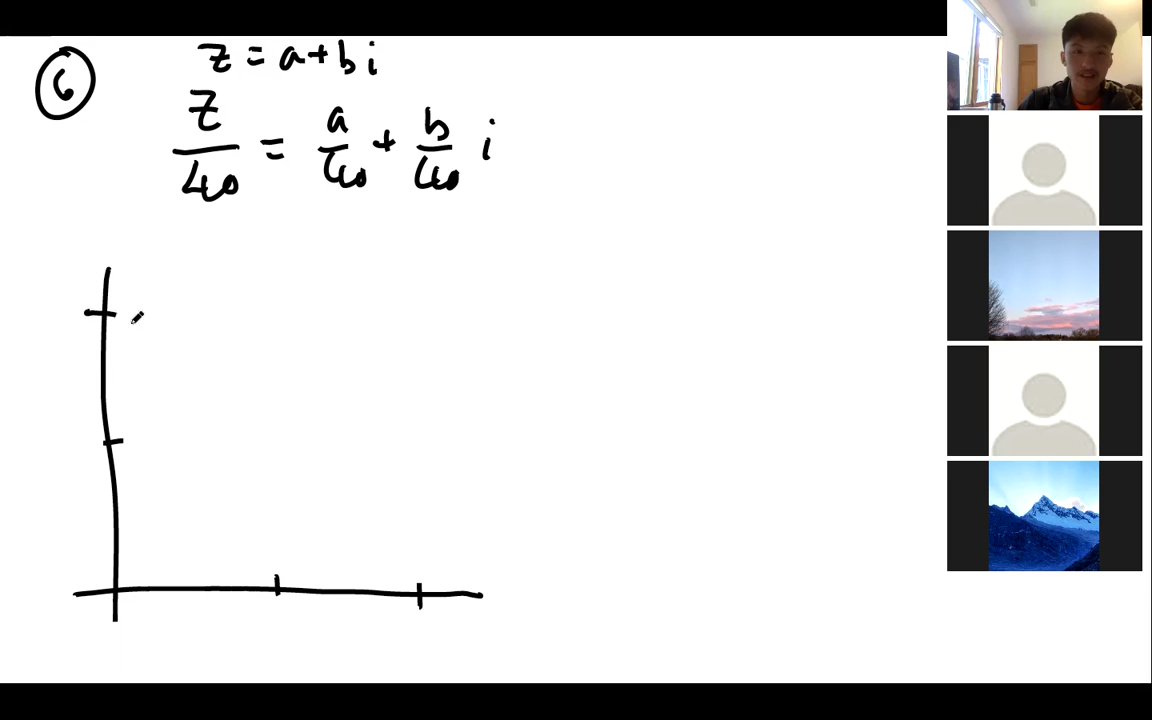 6
z = a + bi
z/40 = a/40 + b/40 i